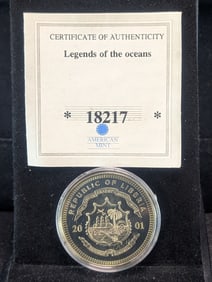 CERTIFICATE OF AUTHENTICITY
Legends of the oceans
* 18217 *
AMERICAN
MINT
REPUBLIC OF LIBERIA
20 01